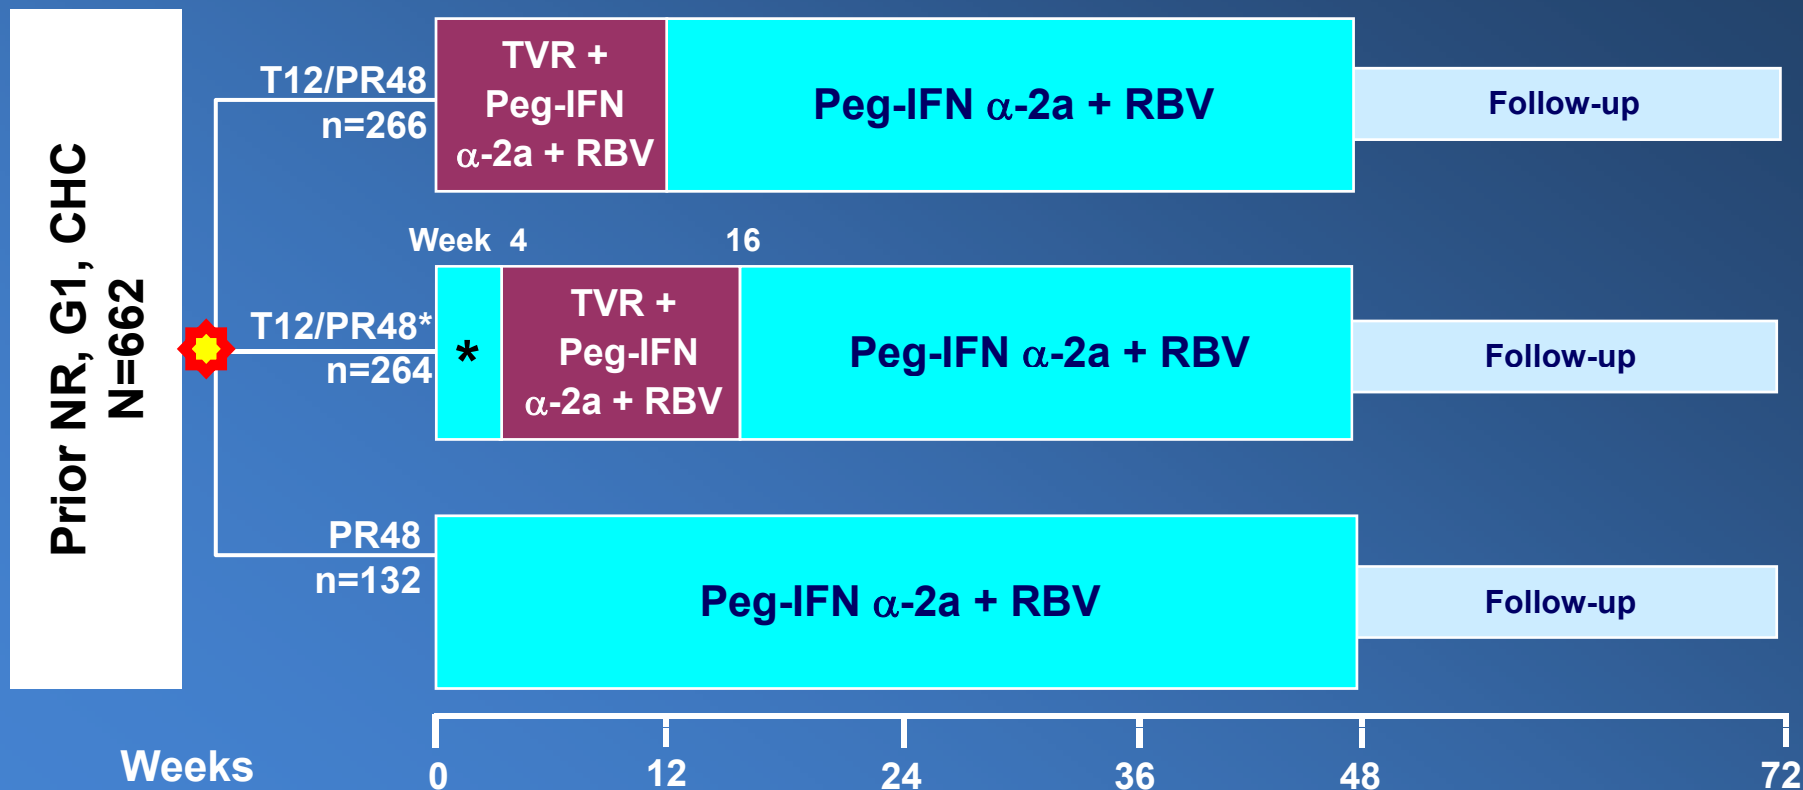 Prior NR, G1, CHC
N=662
T12/PR48
n=266
TVR +
Peg-IFN
α-2a + RBV
Peg-IFN α-2a + RBV
Follow-up
Week 4 16
T12/PR48*
n=264
*
TVR +
Peg-IFN
α-2a + RBV
Peg-IFN α-2a + RBV
Follow-up
PR48
n=132
Peg-IFN α-2a + RBV
Follow-up
Weeks 0 12 24 36 48 72